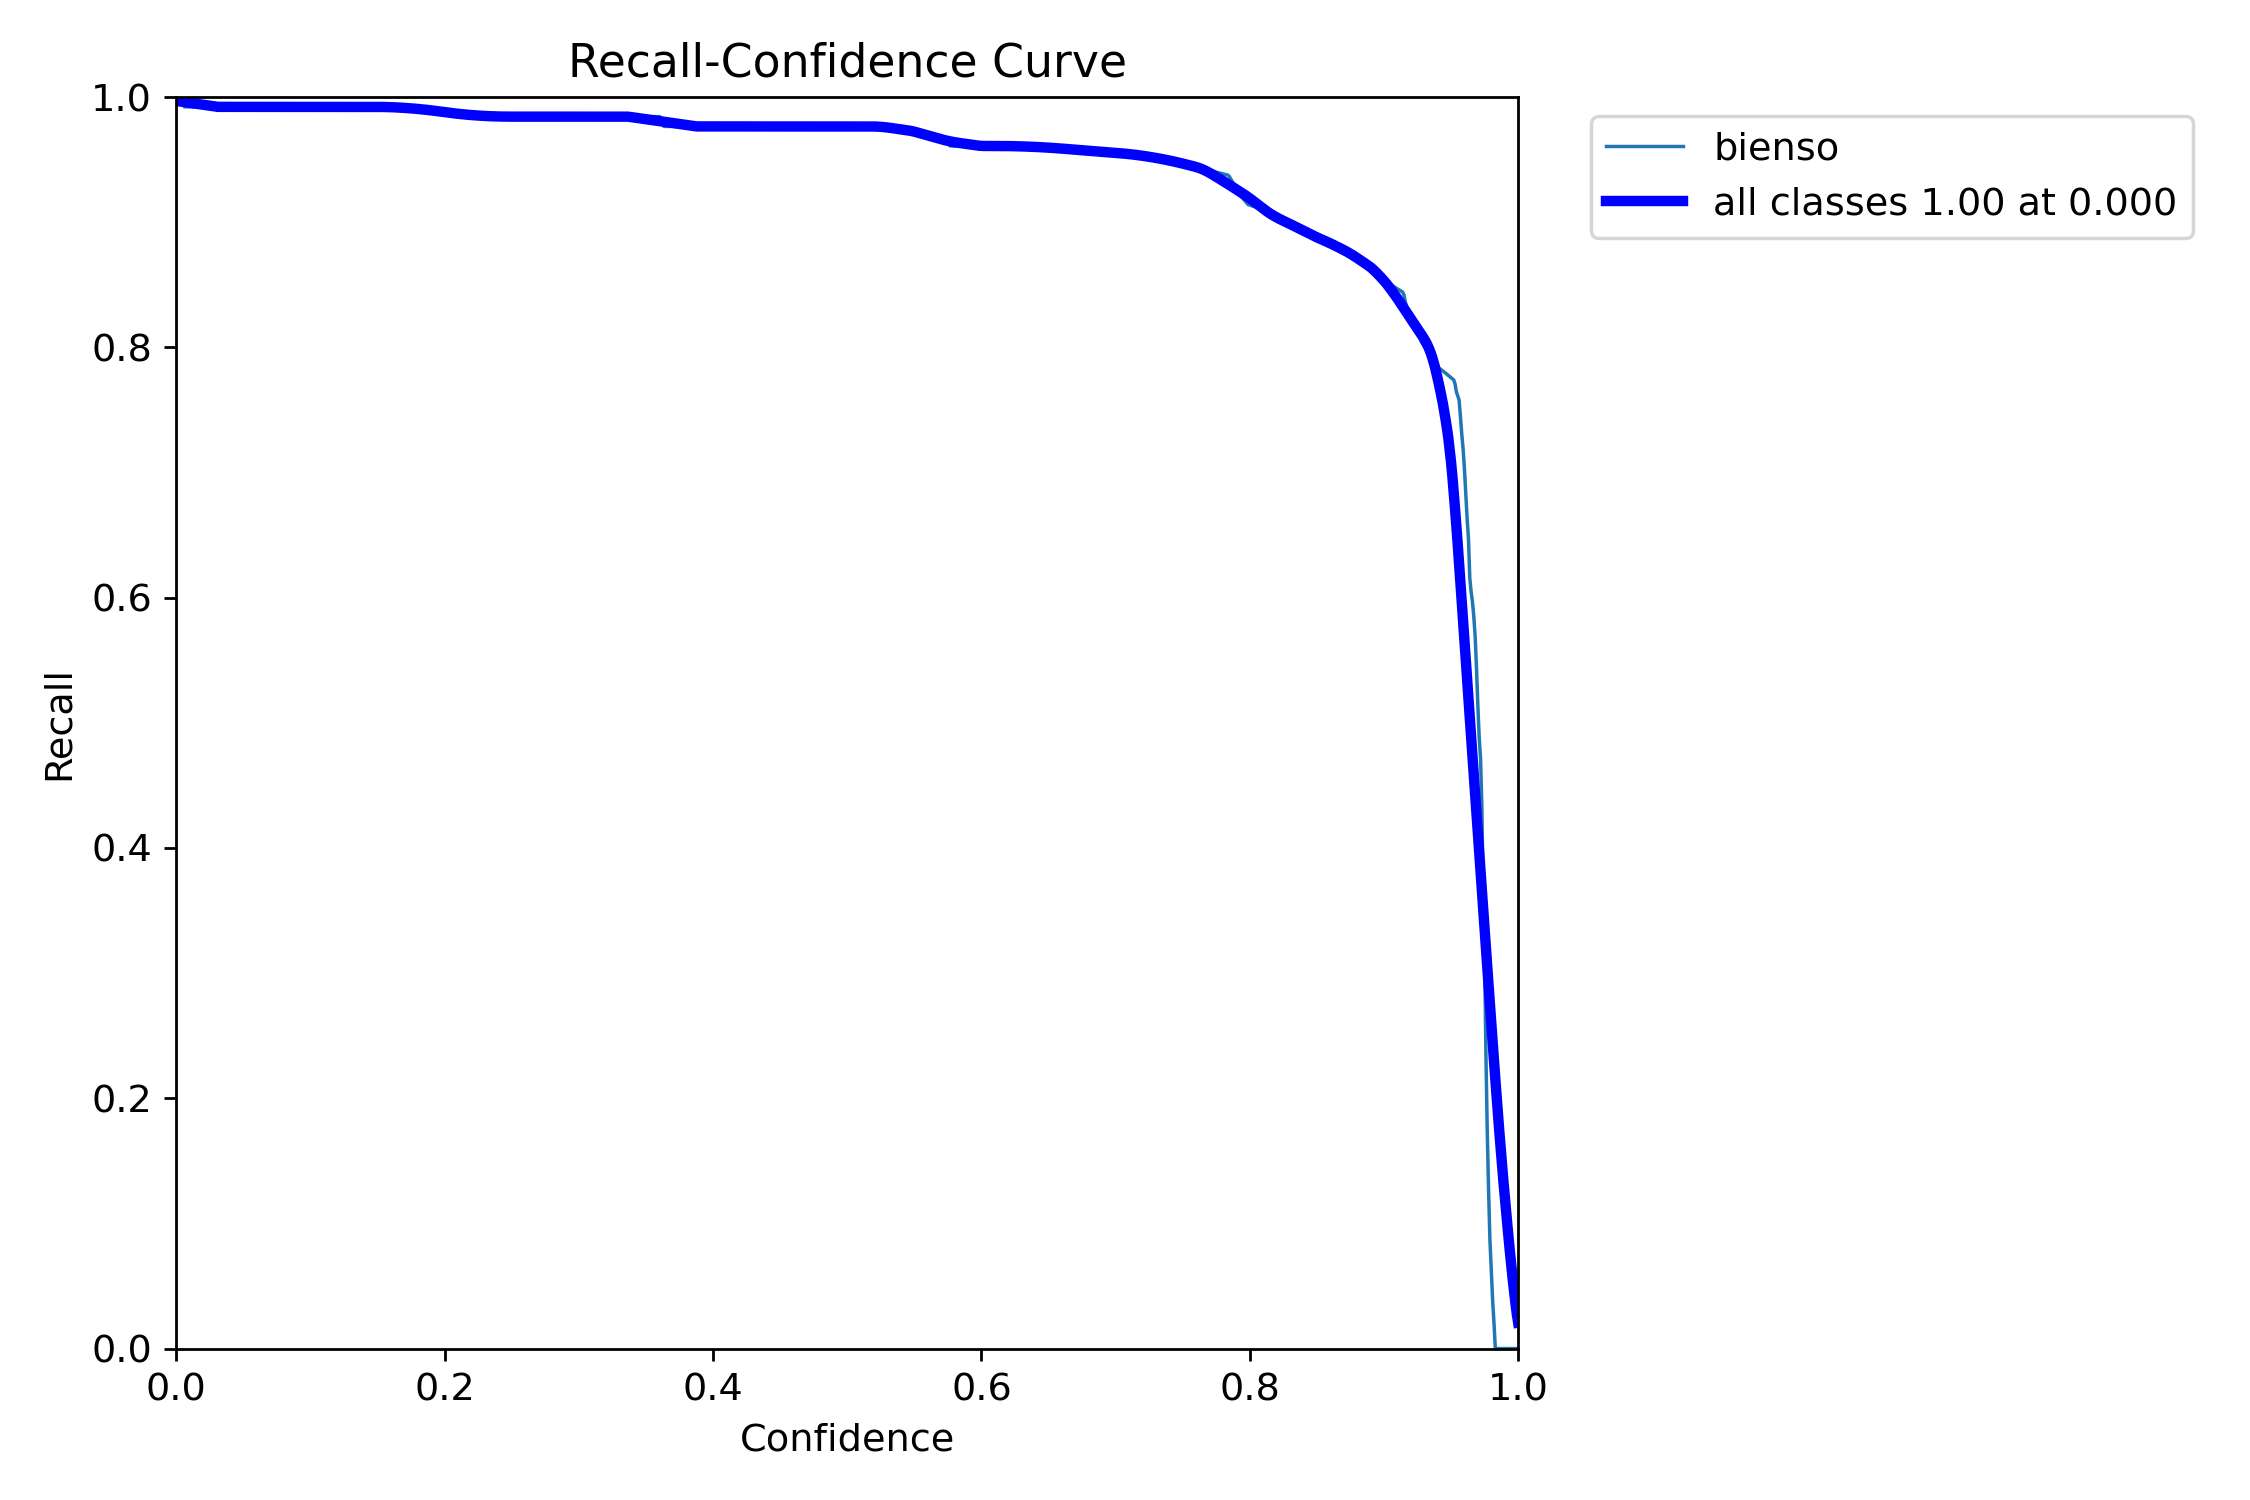 Recall-Confidence Curve
1.0
0.8
0.6
0.4
0.2
0.0
Recall
0.0 0.2 0.4 0.6 0.8 1.0
Confidence
bienso
all classes 1.00 at 0.000